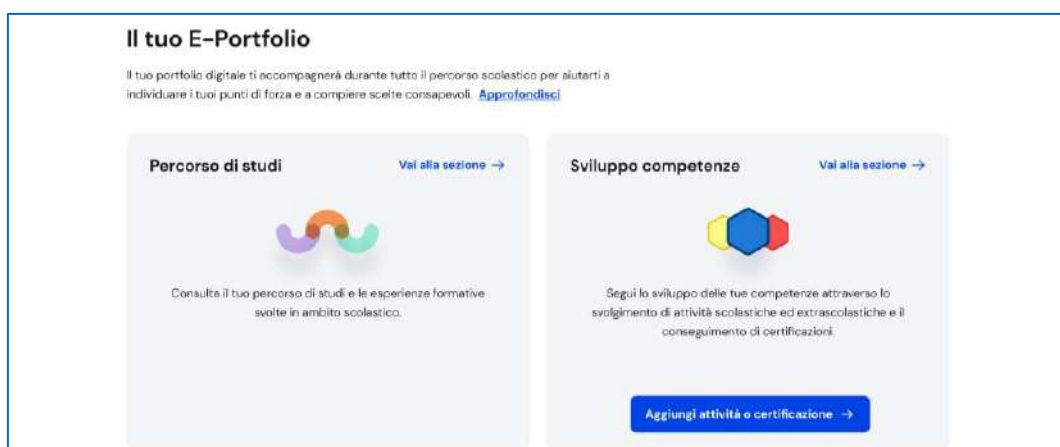 Il tuo E-Portfolio
Il tuo portfolio digitale ti accompagnerà durante tutto il percorso scolastico per aiutarti a
individuare i tuoi punti di forza e a compiere scelte consapevoli. Approfondisci
Percorso di studi
Vai alla sezione →
Consulta il tuo percorso di studi e le esperienze formative
svolte in ambito scolastico.
Sviluppo competenze
Vai alla sezione →
Segui lo sviluppo delle tue competenze attraverso lo
svolgimento di attività scolastiche ed extrascolastiche e il
conseguimento di certificazioni.
Aggiungi attività o certificazione →